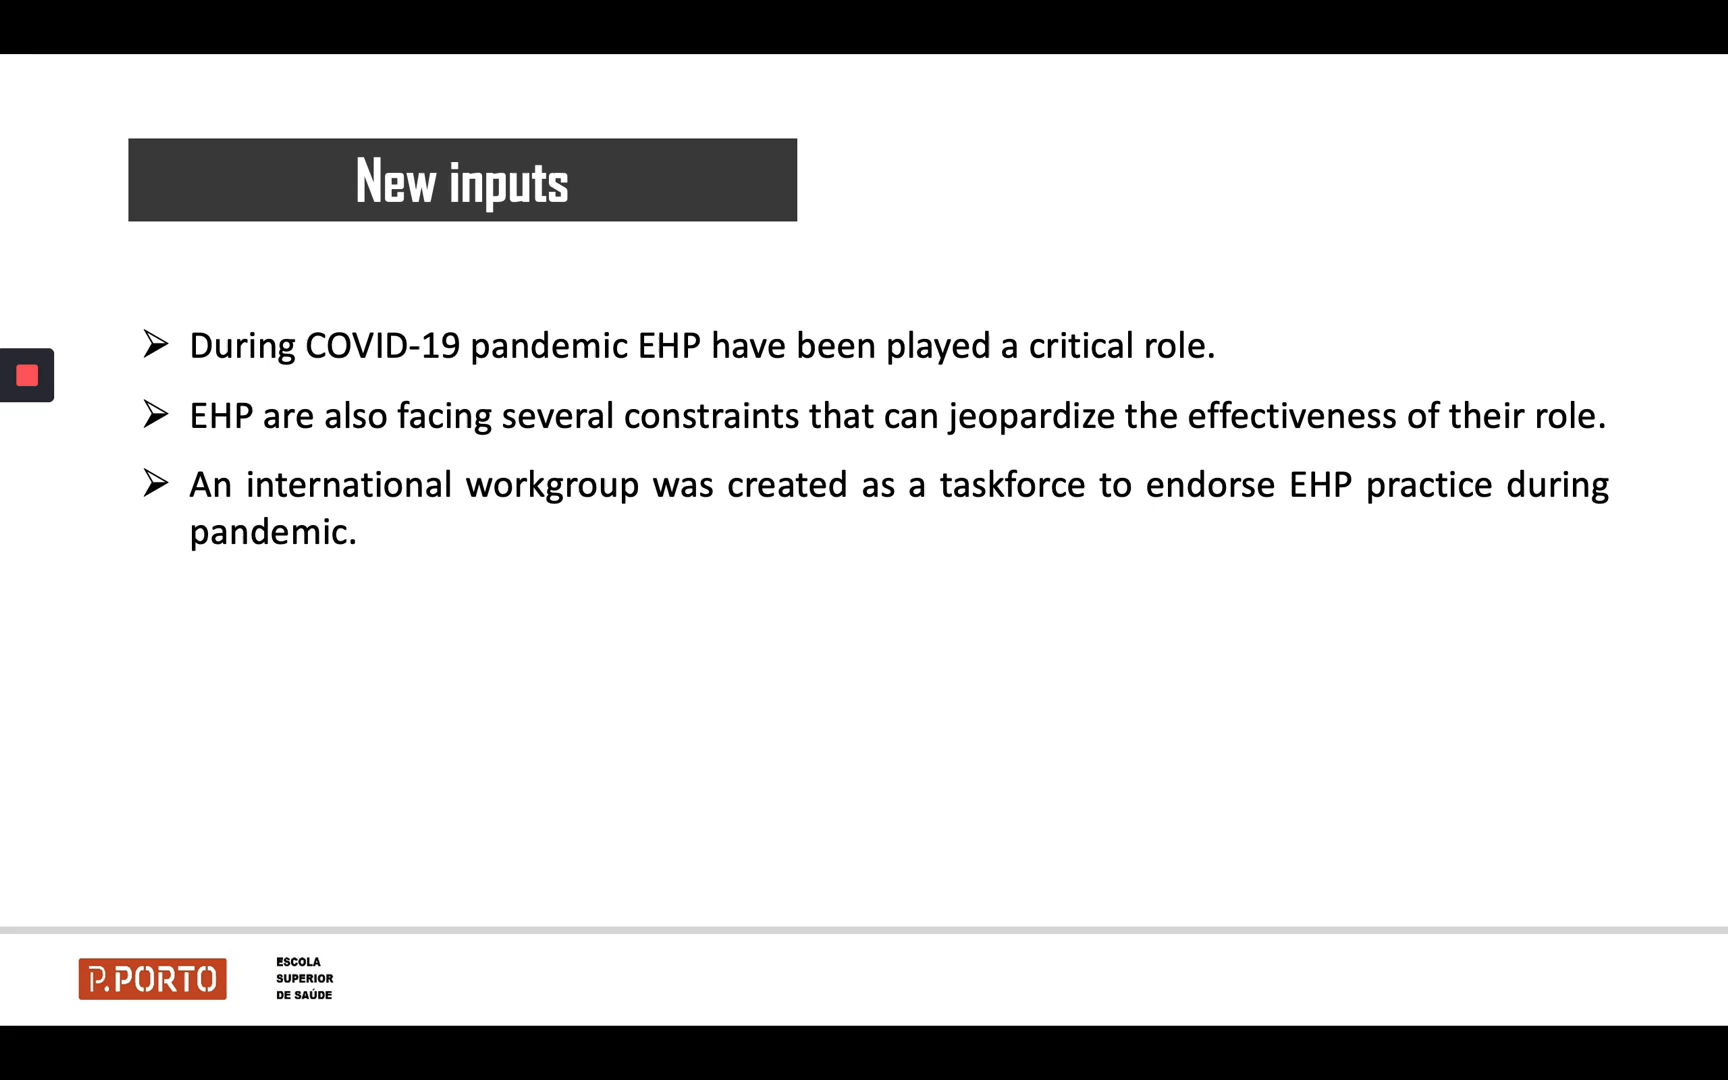 New inputs
During COVID-19 pandemic EHP have been played a critical role.
EHP are also facing several constraints that can jeopardize the effectiveness of their role.
An international workgroup was created as a taskforce to endorse EHP practice during
pandemic.
P.PORTO
ESCOLA
SUPERIOR
DE SAÚDE